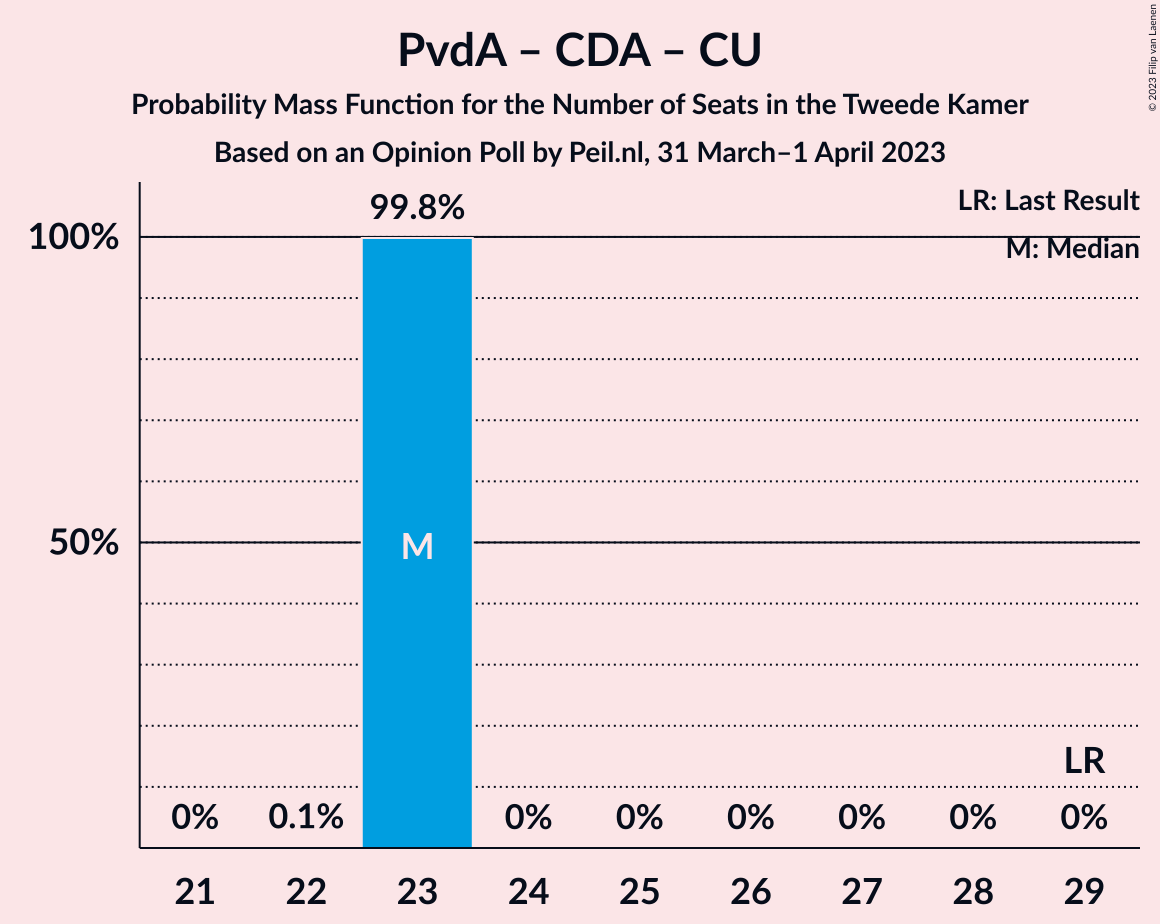 PvdA – CDA – CU
Probability Mass Function for the Number of Seats in the Tweede Kamer
Based on an Opinion Poll by Peil.nl, 31 March–1 April 2023
© 2023 Filip van Laenen
LR: Last Result
M: Median
99.8%
100%
50%
M
LR
0% 0.1% 0% 0% 0% 0% 0% 0%
21 22 23 24 25 26 27 28 29